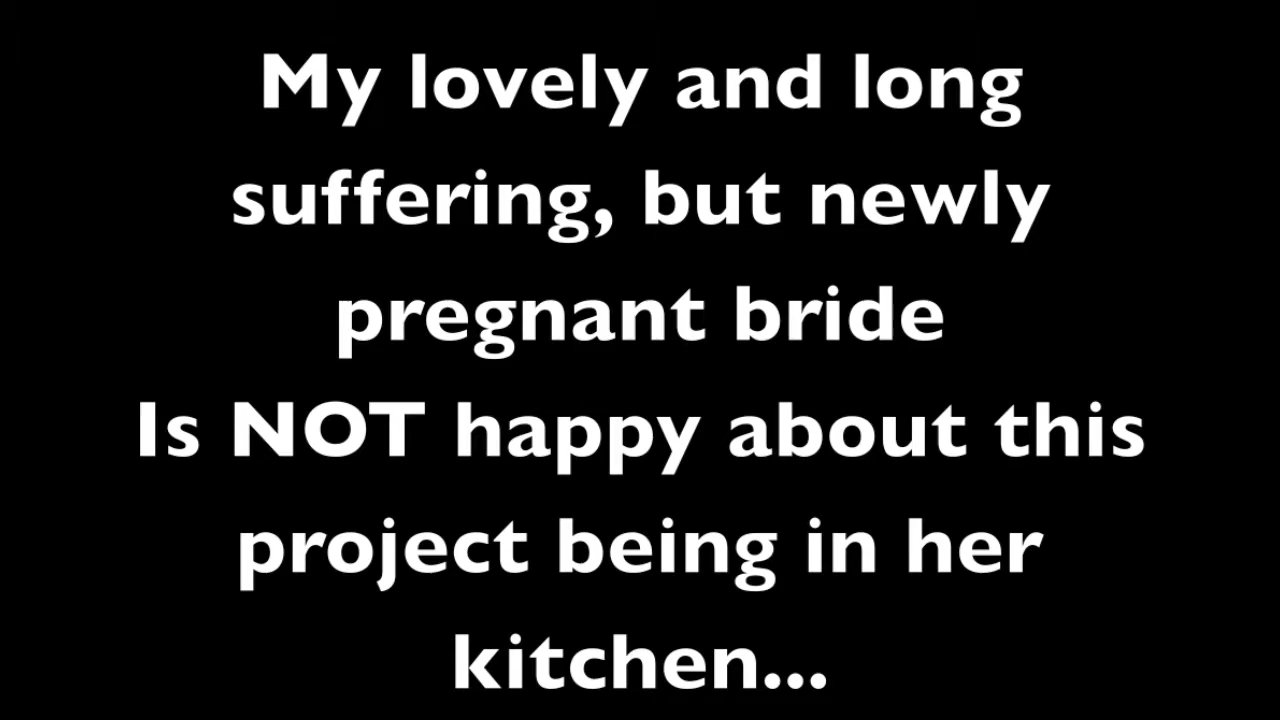 My lovely and long
suffering, but newly
pregnant bride
Is NOT happy about this
project being in her
kitchen...